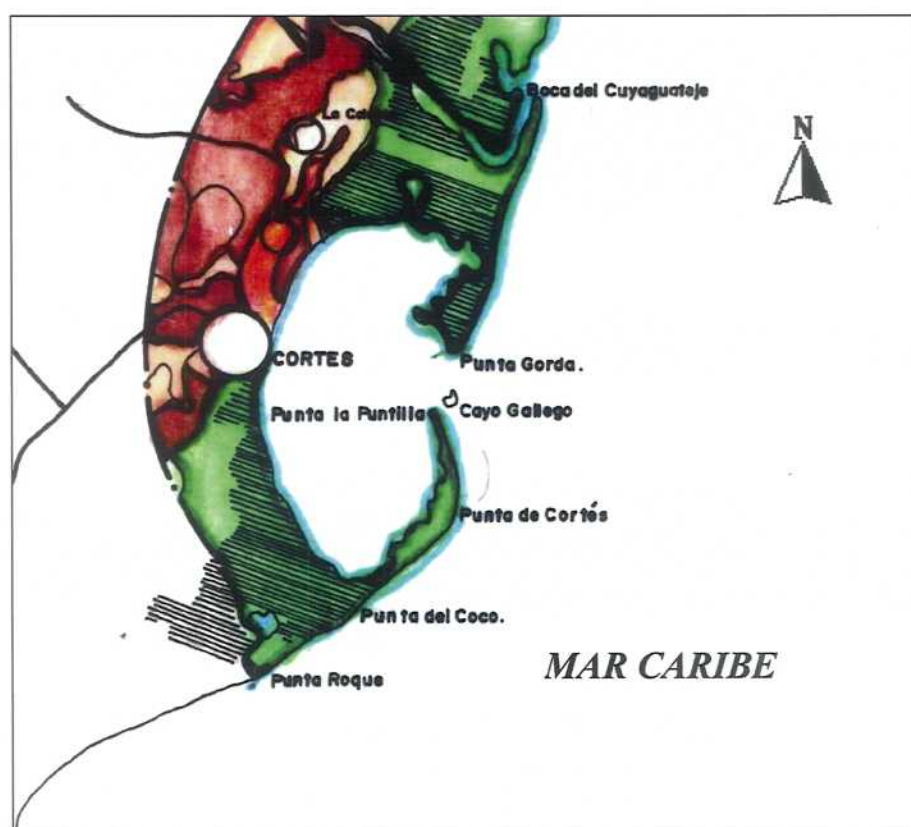 Boca del Cuyaguateje
La
N
CORTES
Punta Gorda.
Punta la Puntilla
Cayo Gallego
Punta de Cortés
Punta del Coco.
MAR CARIBE
Punta Roque